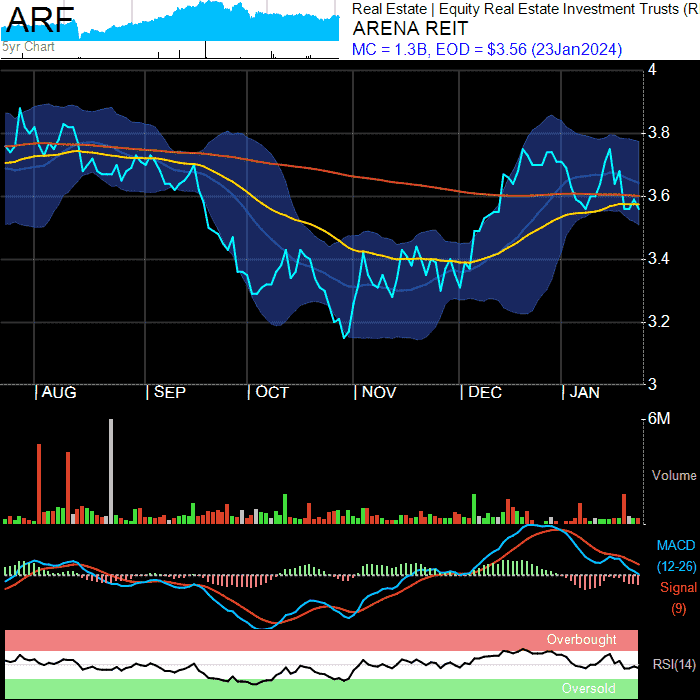 ARF
5yr Chart
Real Estate | Equity Real Estate Investment Trusts (R
ARENA REIT
MC = 1.3B, EOD = $3.56 (23Jan2024)
4
3.8
3.6
3.4
3.2
3
AUG SEP OCT NOV DEC JAN
6M
Volume
MACD
(12-26)
Signal
(9)
Overbought
RSI(14)
Oversold